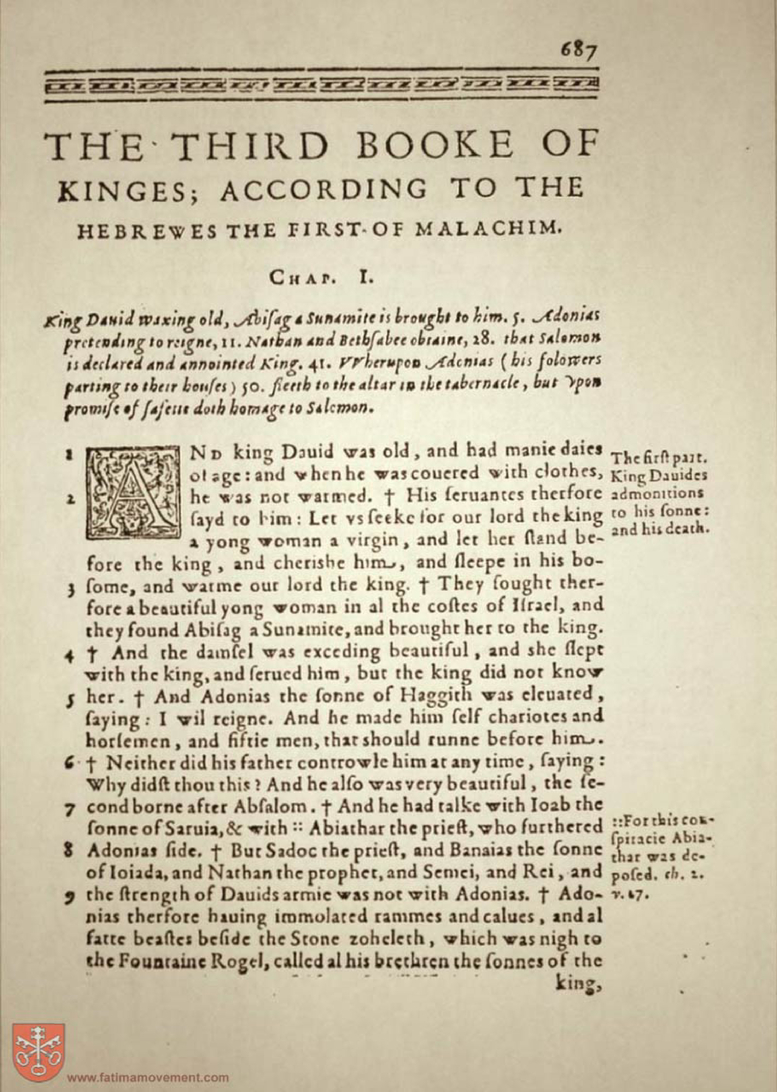 687
THE THIRD BOOKE OF
KINGES; ACCORDING TO THE
HEBREWES THE FIRST OF MALACHIM.
CHAP. I.
King Dauid waxing old, Abiſag a Sunamite is brought to him. 5. Adonias
pretending to reigne, 11. Nathan and Bethſabee obtaine, 28. that Salomon
is declared and annointed King. 41. VVherupon Adonias (his folowers
parting to their houſes) 50. fleeth to the altar in the tabernacle, but vpon
promiſe of ſafetie doth homage to Salomon.
1 AND king Dauid was old, and had manie daies
of age: and when he was couered with clothes,
2 he was not warmed. † His ſeruantes therfore
ſayd to him: Let vs ſeeke for our lord the king
a yong woman a virgin, and let her ſtand be-
fore the king, and cheriſhe him, and ſleepe in his bo-
3 ſome, and warme our lord the king. † They ſought ther-
fore a beautiful yong woman in al the coſtes of Iſrael, and
they found Abiſag a Sunamite, and brought her to the king.
4 † And the damſel was exceding beautiful, and ſhe ſlept
with the king, and ſerued him, but the king did not know
5 her. † And Adonias the ſonne of Haggith was eleuated,
ſaying: I wil reigne. And he made him ſelf chariotes and
horſemen, and fiftie men, that ſhould runne before him.
6 † Neither did his father controwle him at any time, ſaying:
Why didſt thou this? And he alſo was very beautiful, the ſe-
7 cond borne after Abſalom. † And he had talke with Ioab the
ſonne of Saruia, & with :: Abiathar the prieſt, who furthered
8 Adonias ſide. † But Sadoc the prieſt, and Banaias the ſonne
of Ioiada, and Nathan the prophet, and Semei, and Rei, and
9 the ſtrength of Dauids armie was not with Adonias. † Ado-
nias therfore hauing immolated rammes and calues, and al
fatte beaſtes beſide the Stone zoheleth, which was nigh to
the Fountaine Rogel, called al his brethren the ſonnes of the
king,
The firſt part.
King Dauides
admonitions
to his ſonne:
and his death.
::For this con-
ſpiracie Abia-
thar was de-
poſed. ch. 2.
v. 27.
www.fatimamovement.com